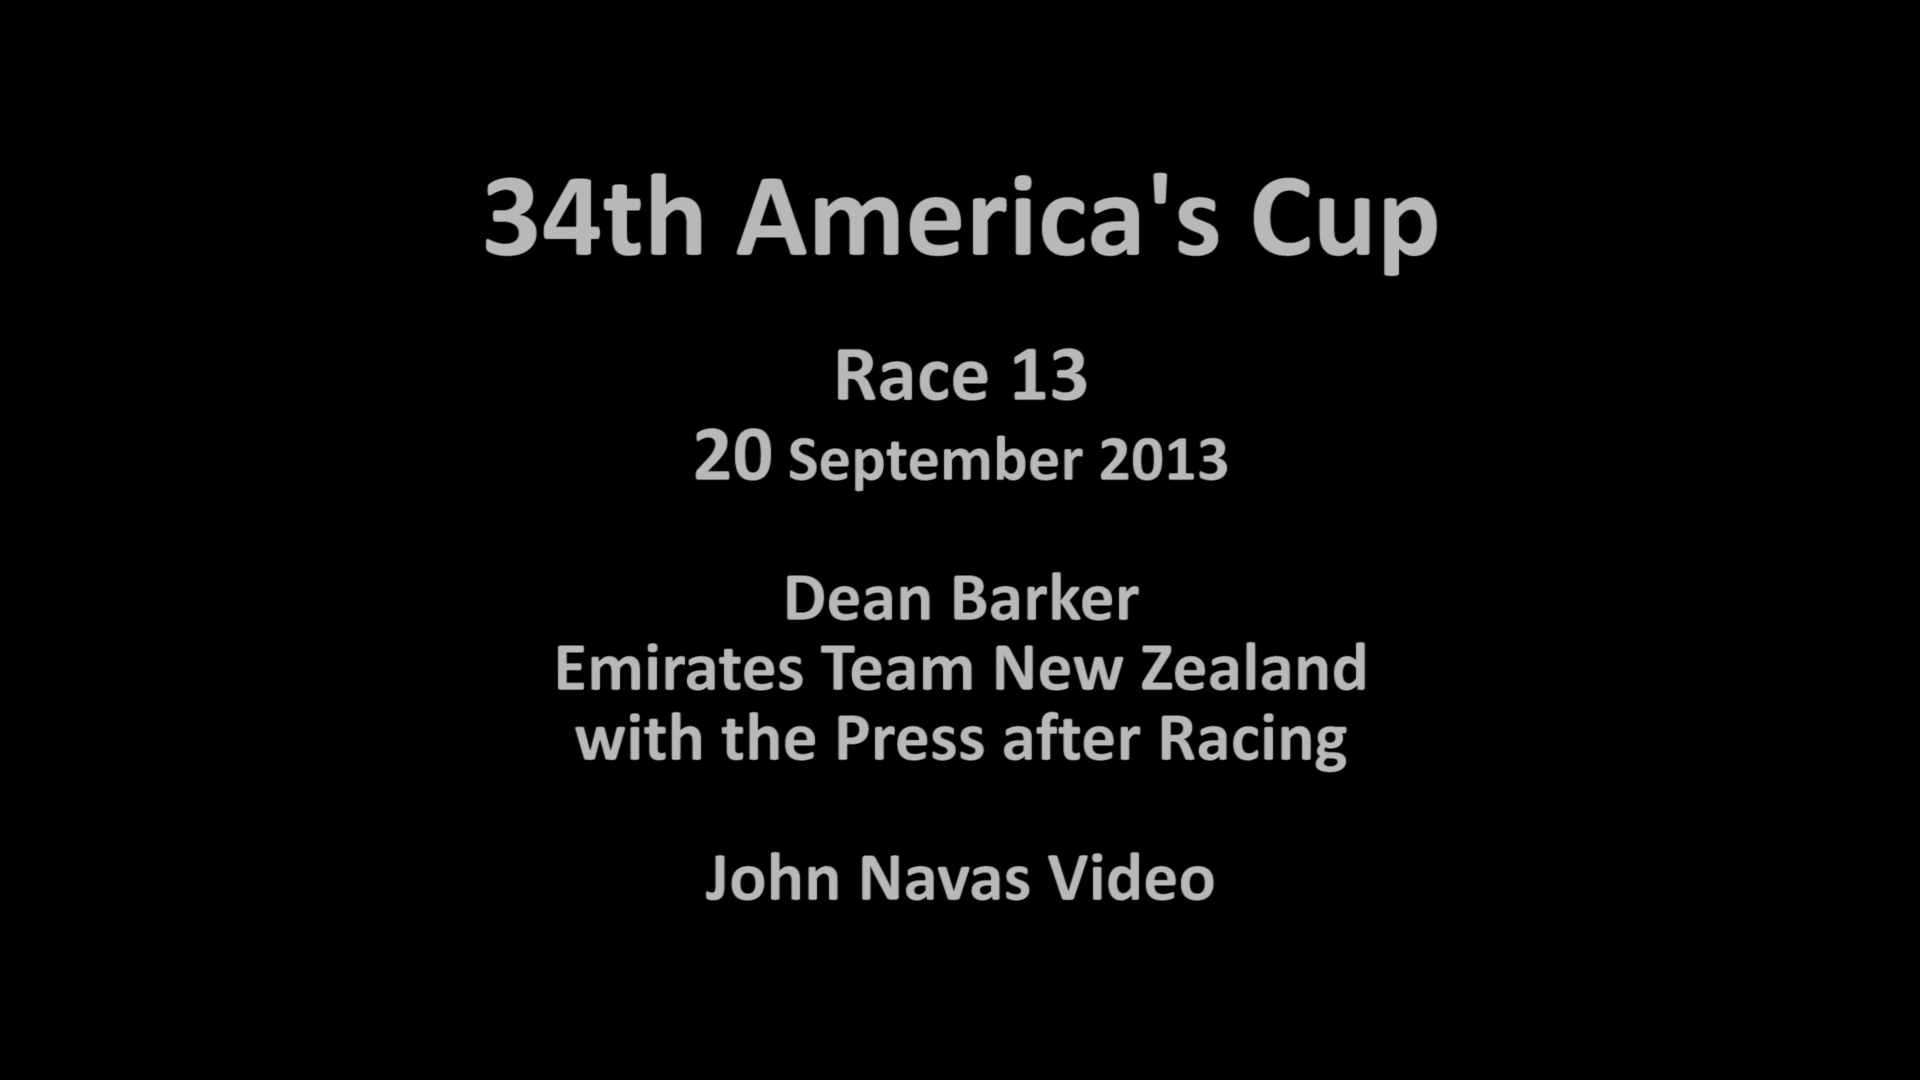 34th America's Cup
Race 13
20 September 2013
Dean Barker
Emirates Team New Zealand
with the Press after Racing
John Navas Video